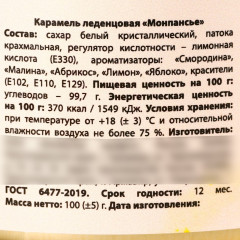 Карамель леденцовая «Монпансье»
Состав: сахар белый кристаллический, патока
крахмальная, регулятор кислотности – лимонная
кислота (Е330), ароматизаторы: «Смородина»,
«Малина», «Абрикос», «Лимон», «Яблоко», красители
(Е102, Е110, Е129). Пищевая ценность на 100 г:
углеводов – 99,7 г. Энергетическая ценность
на 100 г: 370 ккал / 1549 кДж. Условия хранения:
при температуре от +18 (± 3) °С и относительной
влажности воздуха не более 75 %. Изготовитель:
ГОСТ 6477-2019. Срок годности: 12 мес.
Масса нетто: 100 (±5) г. Дата изготовления: